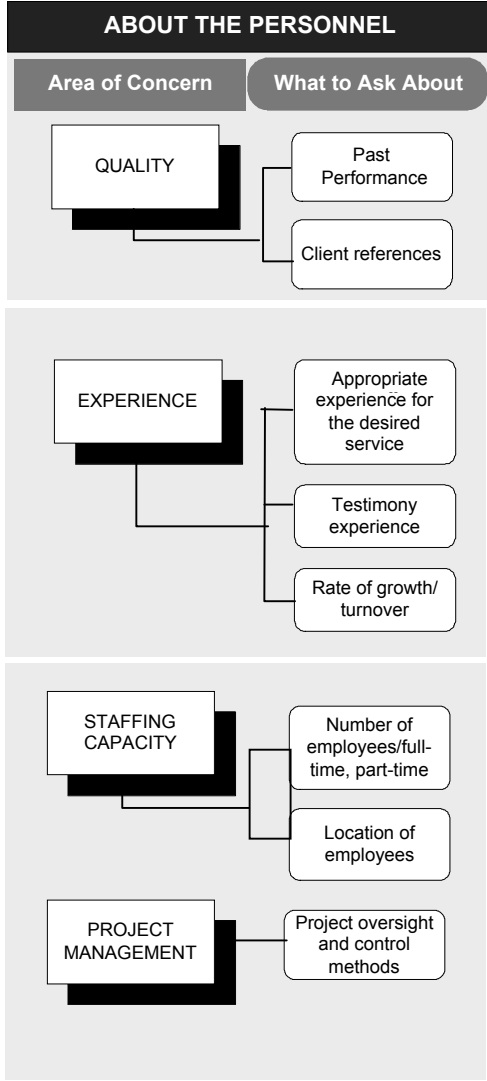 ABOUT THE PERSONNEL
Area of Concern
What to Ask About
QUALITY
Past
Performance
Client references
EXPERIENCE
Appropriate
experience for
the desired
service
Testimony
experience
Rate of growth/
turnover
STAFFING
CAPACITY
Number of
employees/full-
time, part-time
Location of
employees
PROJECT
MANAGEMENT
Project oversight
and control
methods